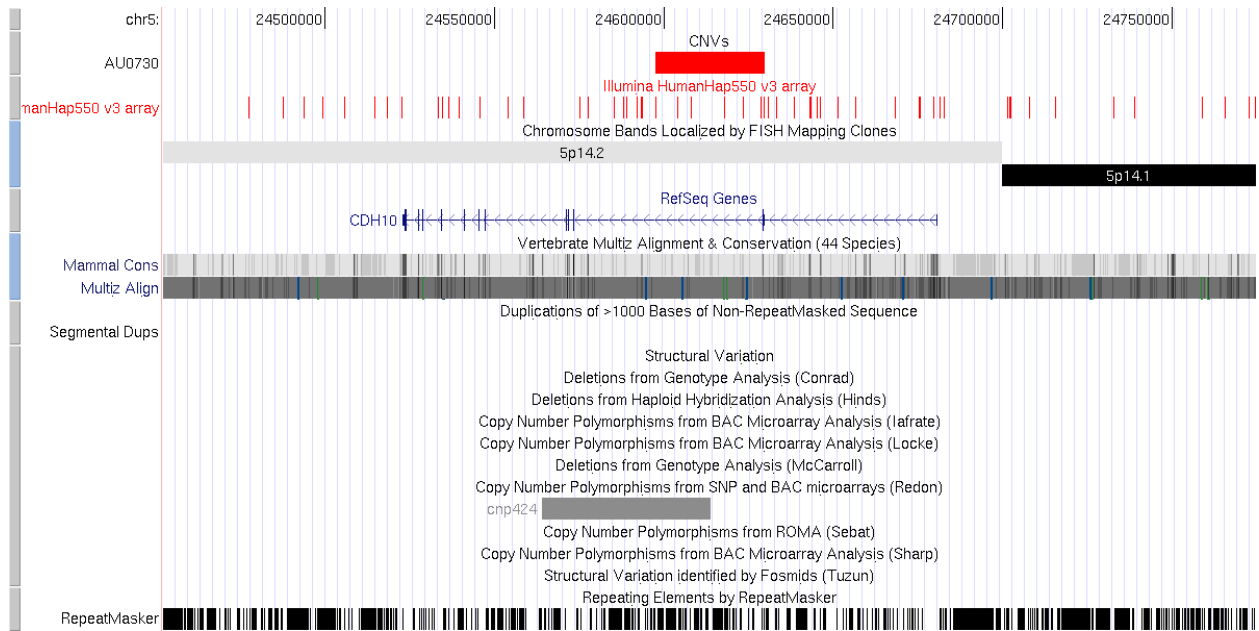 chr5: 24500000 24550000 24600000 24650000 24700000 24750000
CNVs
AU0730
Illumina HumanHap550 v3 array
manHap550 v3 array
Chromosome Bands Localized by FISH Mapping Clones
5p14.2
5p14.1
RefSeq Genes
CDH10
Vertebrate Multiz Alignment & Conservation (44 Species)
Mammal Cons
Multiz Align
Duplications of >1000 Bases of Non-RepeatMasked Sequence
Segmental Dups
Structural Variation
Deletions from Genotype Analysis (Conrad)
Deletions from Haploid Hybridization Analysis (Hinds)
Copy Number Polymorphisms from BAC Microarray Analysis (Iafrate)
Copy Number Polymorphisms from BAC Microarray Analysis (Locke)
Deletions from Genotype Analysis (McCarroll)
Copy Number Polymorphisms from SNP and BAC microarrays (Redon)
cnp424
Copy Number Polymorphisms from ROMA (Sebat)
Copy Number Polymorphisms from BAC Microarray Analysis (Sharp)
Structural Variation identified by Fosmids (Tuzun)
Repeating Elements by RepeatMasker
RepeatMasker